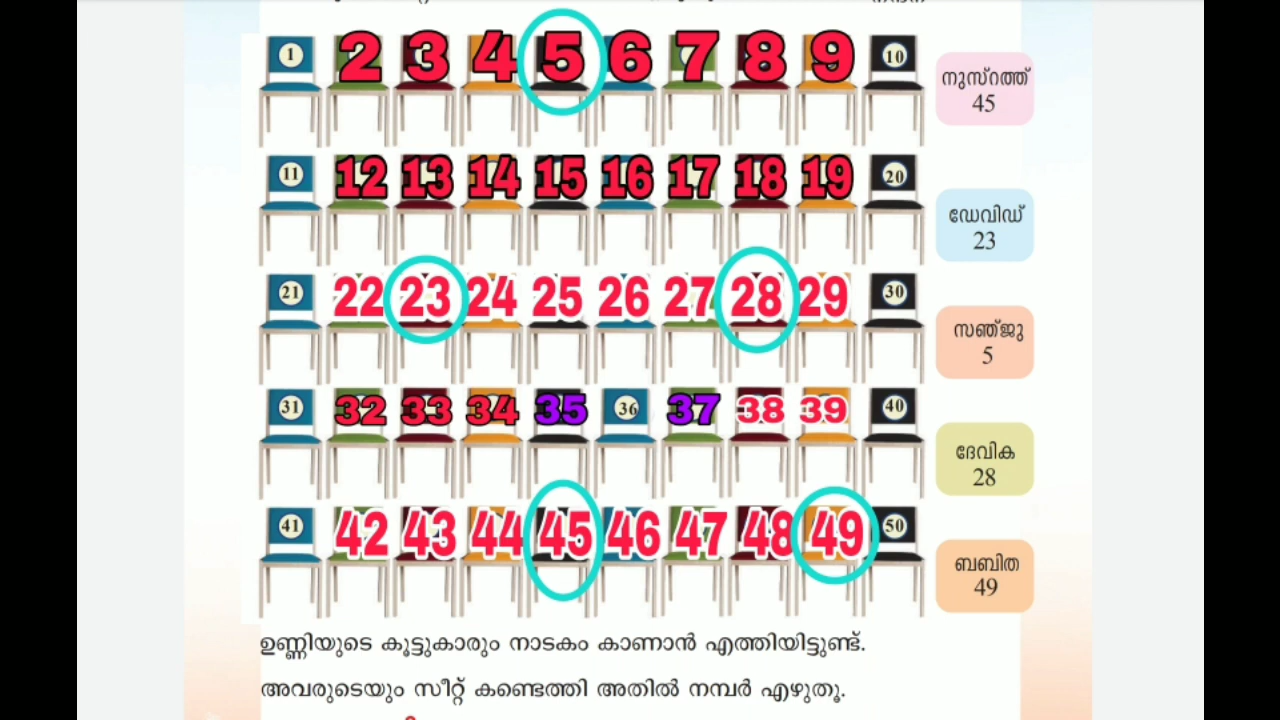 1 2 3 4 5 6 7 8 9 10
നുസ്റത്ത്
45
11 12 13 14 15 16 17 18 19 20
ഡേവിഡ്
23
21 22 23 24 25 26 27 28 29 30
സഞ്ജു
5
31 32 33 34 35 36 37 38 39 40
ദേവിക
28
41 42 43 44 45 46 47 48 49 50
ബബിത
49
ഉണ്ണിയുടെ കൂട്ടുകാരും നാടകം കാണാൻ എത്തിയിട്ടുണ്ട്.
അവരുടെയും സീറ്റ് കണ്ടെത്തി അതിൽ നമ്പർ എഴുതൂ.